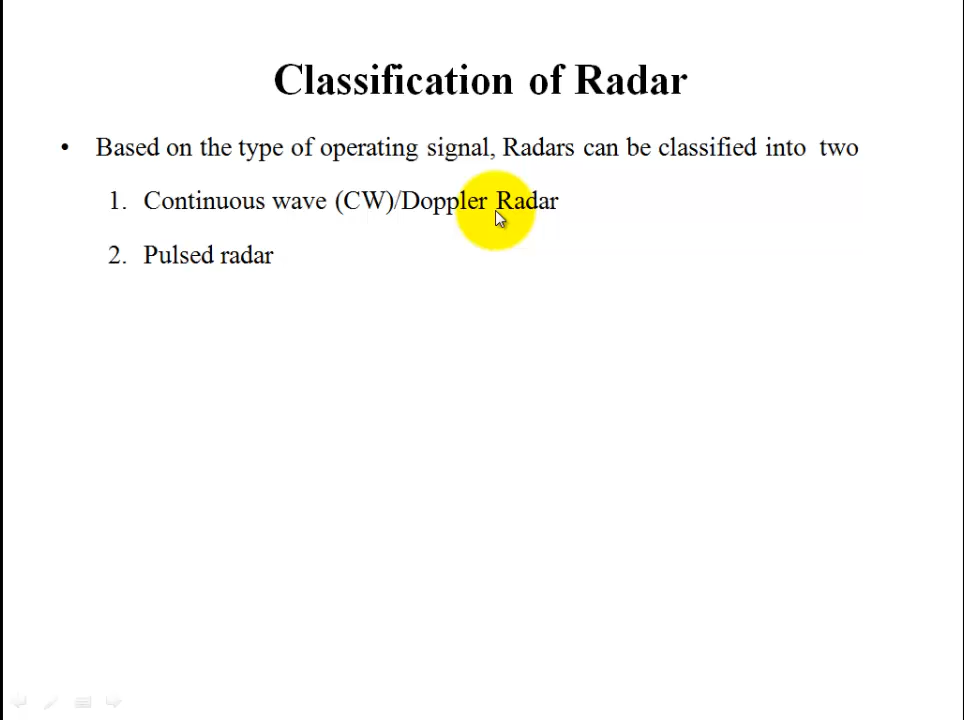 Classification of Radar
• Based on the type of operating signal, Radars can be classified into two
1. Continuous wave (CW)/Doppler Radar
2. Pulsed radar